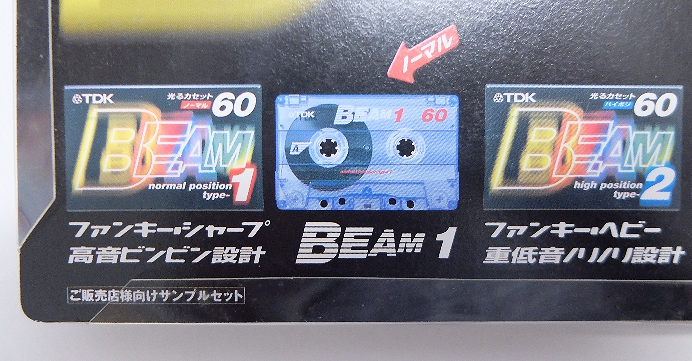 ノーマル
TDK
光るカセット
ノーマル
60
BEAM
normal position
type-1
TDK
BEAM 1 60
A
TDK
光るカセット
ハイポジ
60
BEAM
high position
type-2
ファンキー・シャープ
高音ビンビン設計
BEAM 1
ファンキー・ヘビー
重低音ノリノリ設計
ご販売店様向けサンプルセット